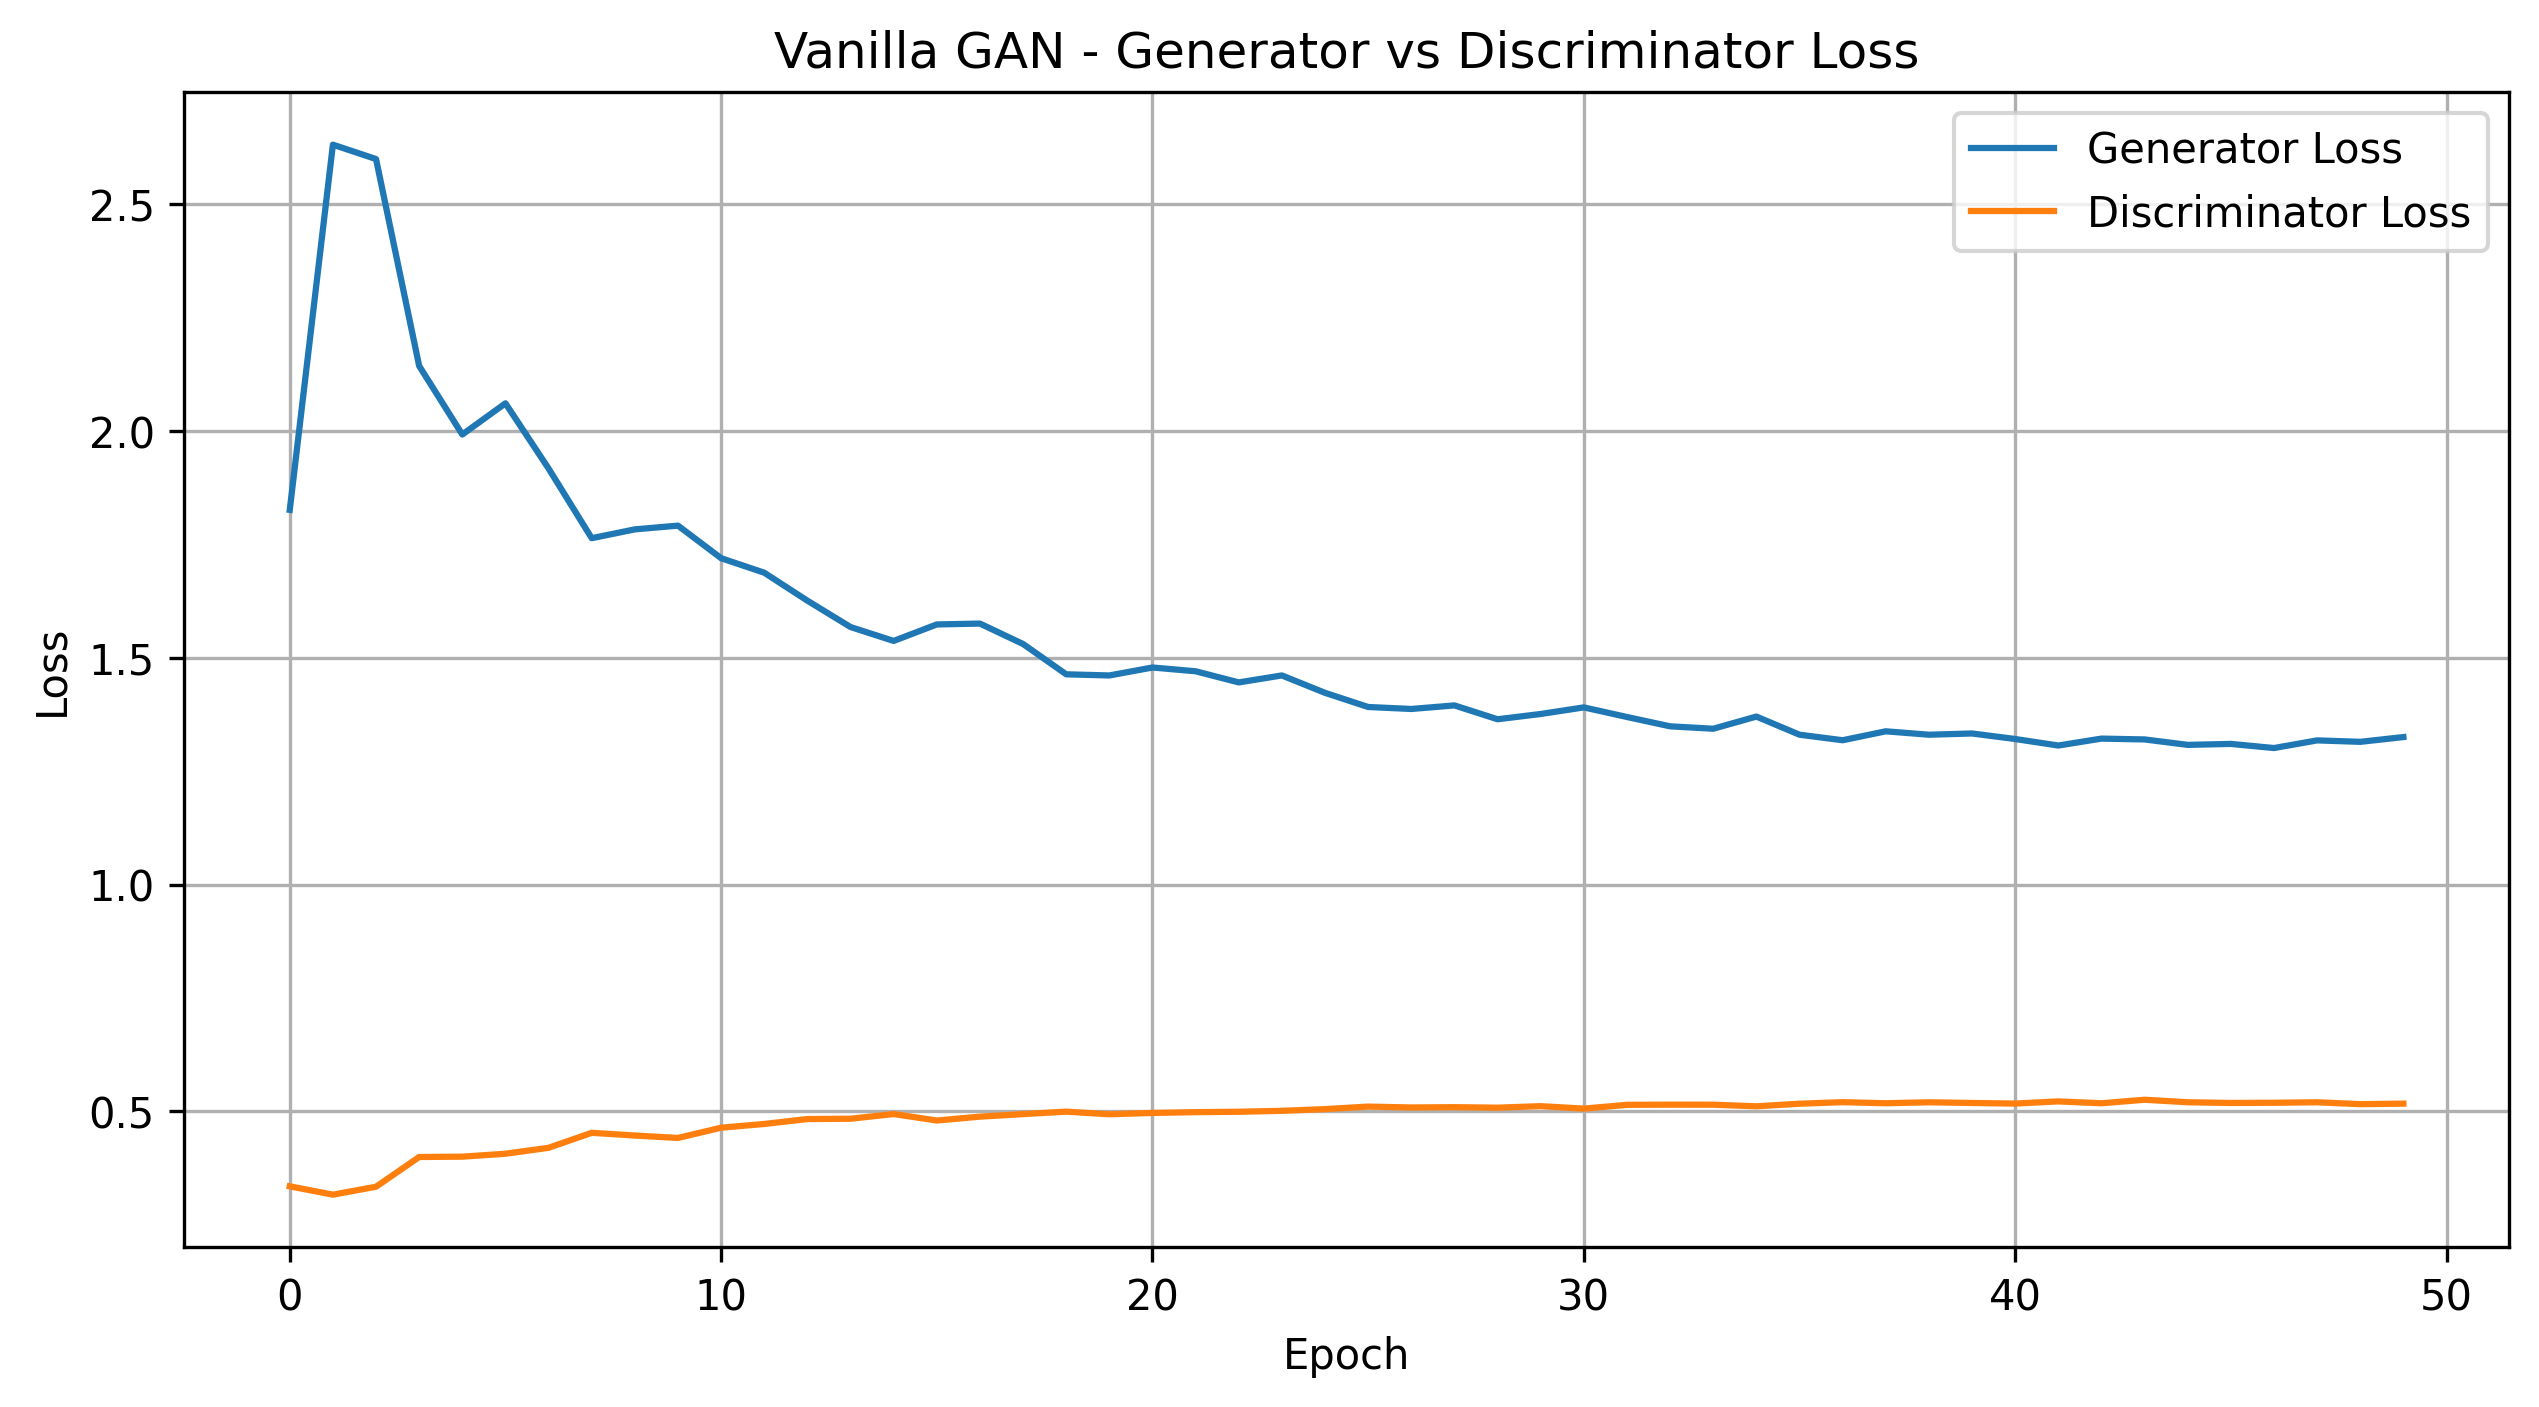 Vanilla GAN - Generator vs Discriminator Loss
Generator Loss
Discriminator Loss
2.5
2.0
1.5
1.0
0.5
Loss
0 10 20 30 40 50
Epoch